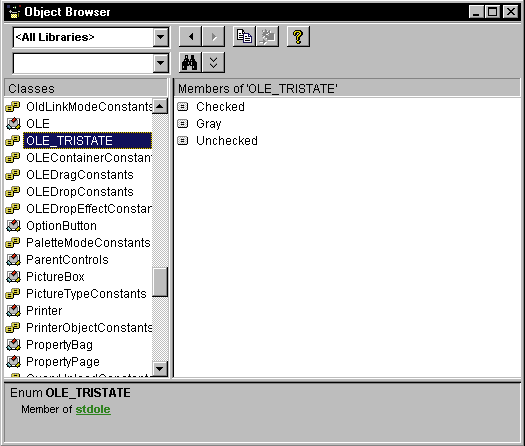 Object Browser
<All Libraries>
Classes
Members of 'OLE_TRISTATE'
OldLinkModeConstants
OLE
OLE_TRISTATE
OLEContainerConstan
OLEDragConstants
OLEDropConstants
OLEDropEffectConstar
OptionButton
PaletteModeConstants
ParentControls
PictureBox
PictureTypeConstants
Printer
PrinterObjectConstants
PropertyBag
PropertyPage
Checked
Gray
Unchecked
Enum OLE_TRISTATE
Member of stdole